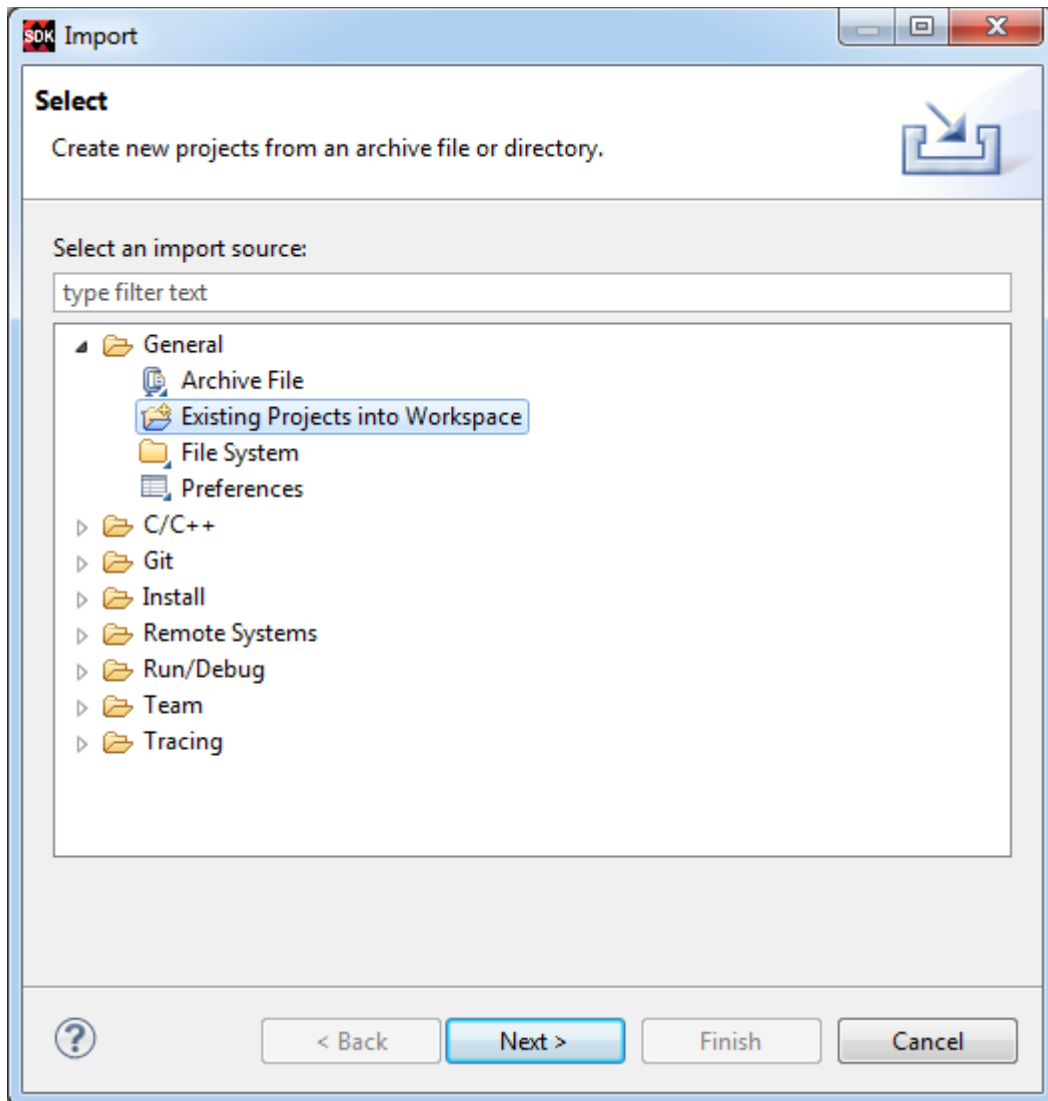 SDK Import
Select
Create new projects from an archive file or directory.
Select an import source:
type filter text
General
Archive File
Existing Projects into Workspace
File System
Preferences
C/C++
Git
Install
Remote Systems
Run/Debug
Team
Tracing
? < Back Next > Finish Cancel